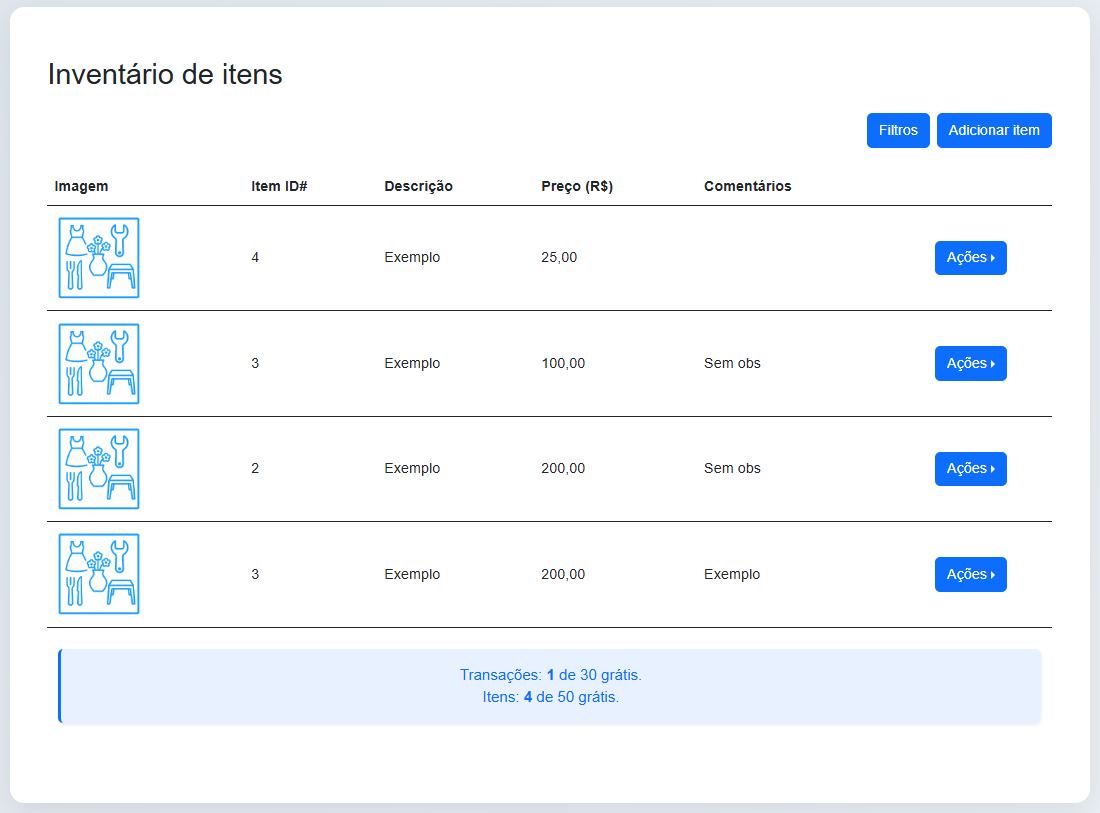 Inventário de itens
Filtros Adicionar item
Imagem Item ID# Descrição Preço (R$) Comentários
4 Exemplo 25,00 Ações
3 Exemplo 100,00 Sem obs Ações
2 Exemplo 200,00 Sem obs Ações
3 Exemplo 200,00 Exemplo Ações
Transações: 1 de 30 grátis.
Itens: 4 de 50 grátis.